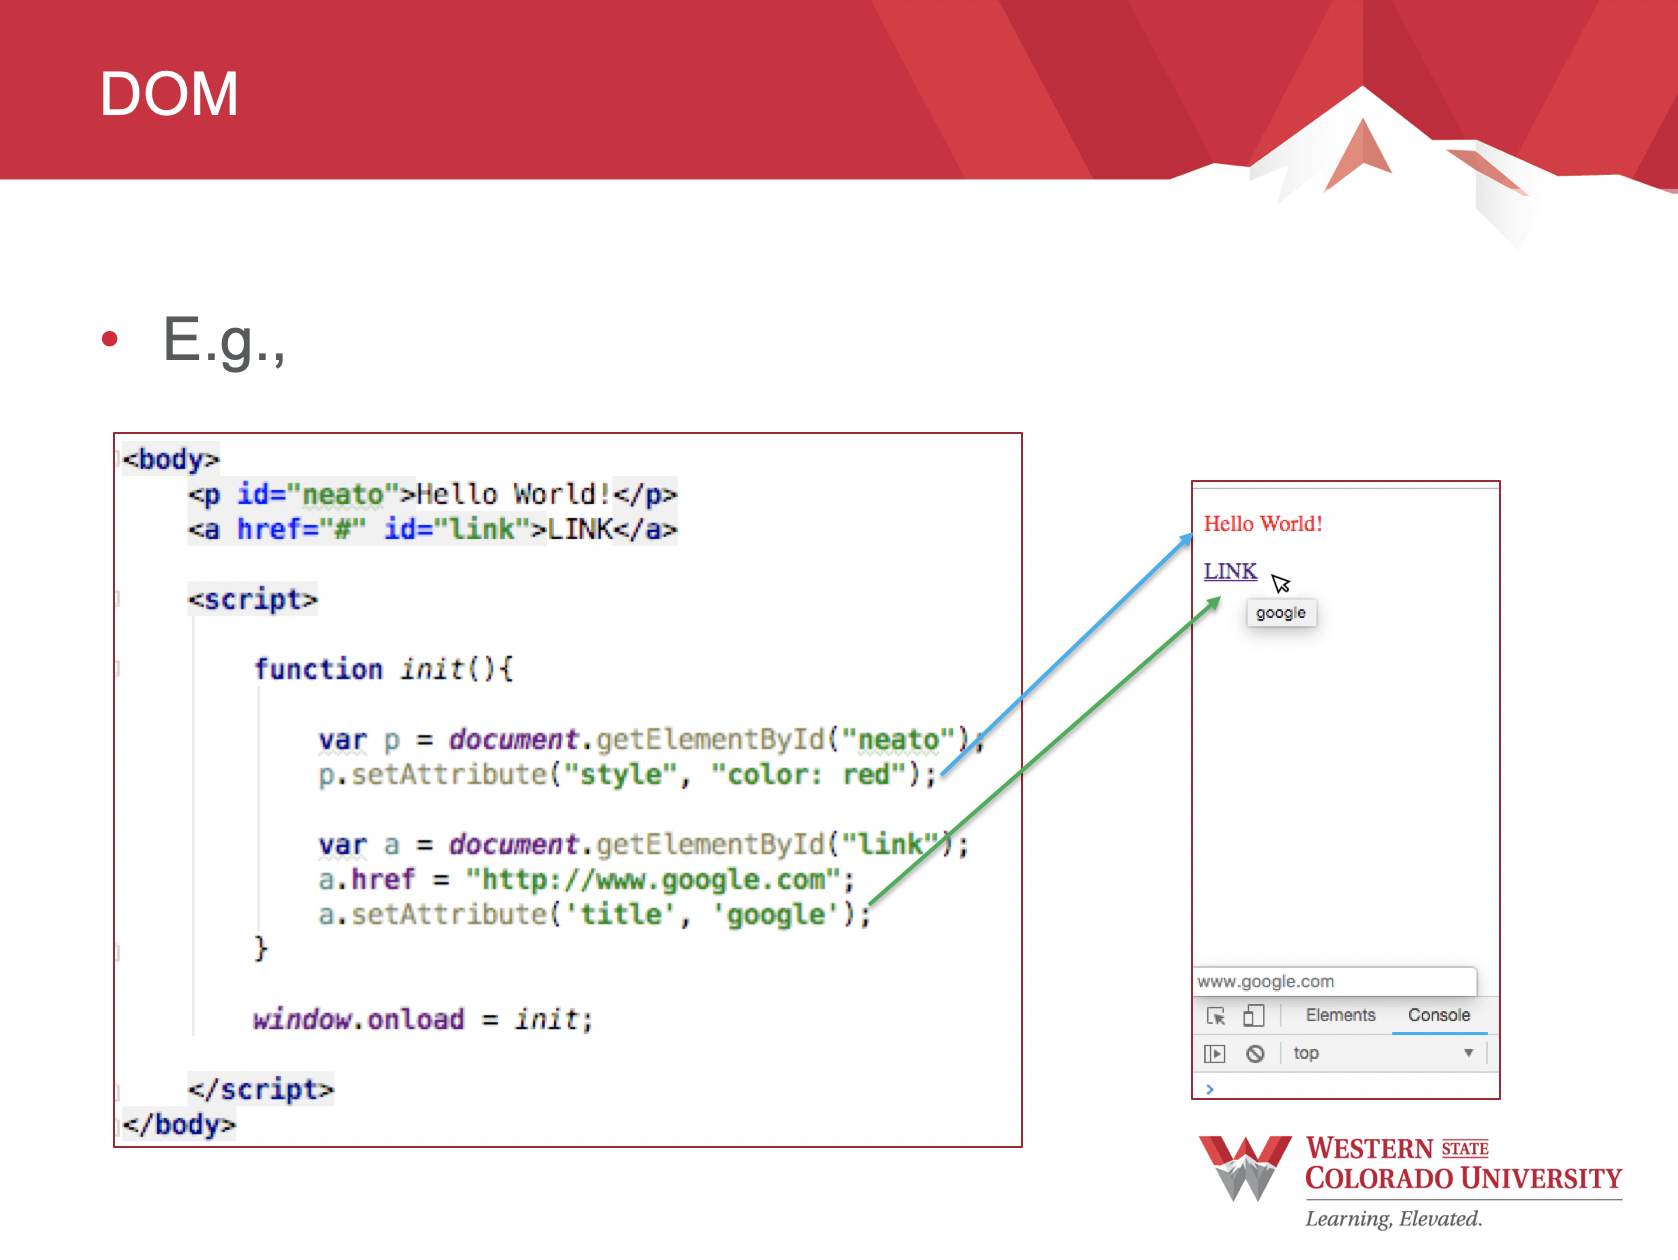 DOM
• E.g.,
<body>
<p id="neato">Hello World!</p>
<a href="#" id="link">LINK</a>
<script>
function init(){
var p = document.getElementById("neato");
p.setAttribute("style", "color: red");
var a = document.getElementById("link");
a.href = "http://www.google.com";
a.setAttribute('title', 'google');
}
window.onload = init;
</script>
</body>
Hello World!
LINK
google
www.google.com
Elements Console
top
>
WESTERN STATE
COLORADO UNIVERSITY
Learning, Elevated.